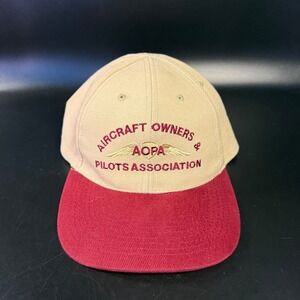 AIRCRAFT OWNERS &
AOPA
PILOTS ASSOCIATION